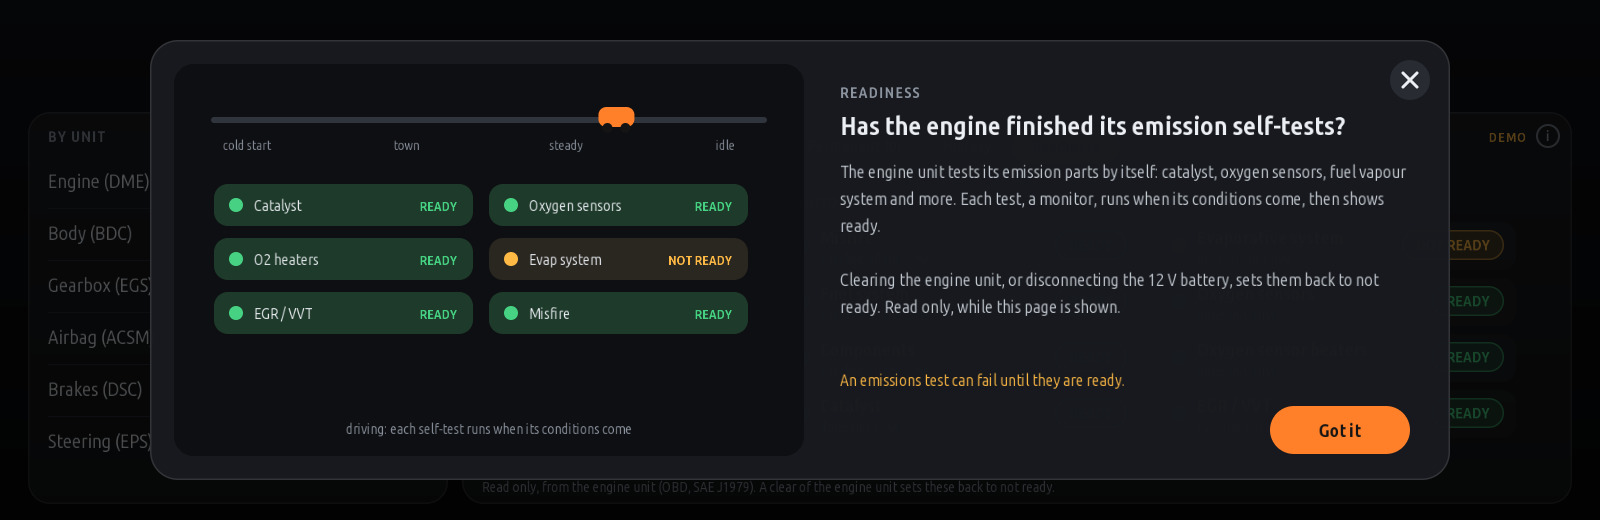 BY UNIT
Engine (DME)
Body (BDC)
Gearbox (EGS)
Airbag (ACSM
Brakes (DSC)
Steering (EPS)
cold start town steady idle
Catalyst READY Oxygen sensors READY
O2 heaters READY Evap system NOT READY
EGR / VVT READY Misfire READY
driving: each self-test runs when its conditions come
READINESS
Has the engine finished its emission self-tests?
The engine unit tests its emission parts by itself: catalyst, oxygen sensors, fuel vapour
system and more. Each test, a monitor, runs when its conditions come, then shows
ready.
Clearing the engine unit, or disconnecting the 12 V battery, sets them back to not
ready. Read only, while this page is shown.
An emissions test can fail until they are ready.
Got it
DEMO i
READY
READY
READY
READY
Read only, from the engine unit (OBD, SAE J1979). A clear of the engine unit sets these back to not ready.